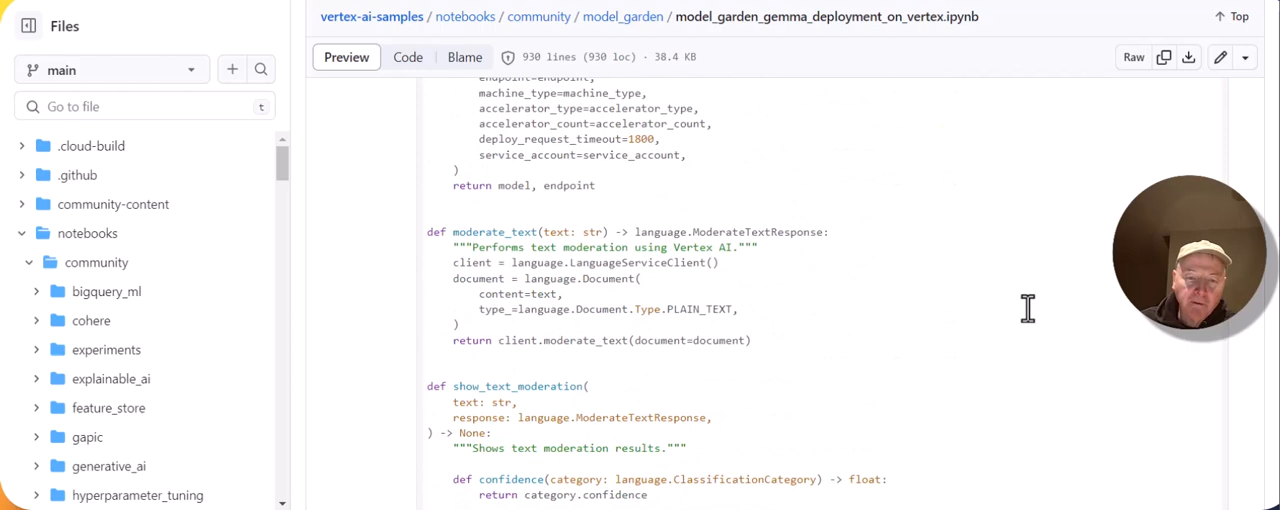 Files
main
Go to file
t
.cloud-build
.github
community-content
notebooks
community
bigquery_ml
cohere
experiments
explainable_ai
feature_store
gapic
generative_ai
hyperparameter_tuning
vertex-ai-samples / notebooks / community / model_garden / model_garden_gemma_deployment_on_vertex.ipynb
Top
Preview
Code
Blame
930 lines (930 loc) · 38.4 KB
Raw
endpoint=endpoint,
machine_type=machine_type,
accelerator_type=accelerator_type,
accelerator_count=accelerator_count,
deploy_request_timeout=1800,
service_account=service_account,
)
return model, endpoint
def moderate_text(text: str) -> language.ModerateTextResponse:
"""Performs text moderation using Vertex AI."""
client = language.LanguageServiceClient()
document = language.Document(
content=text,
type_=language.Document.Type.PLAIN_TEXT,
)
return client.moderate_text(document=document)
def show_text_moderation(
text: str,
response: language.ModerateTextResponse,
) -> None:
"""Shows text moderation results."""
def confidence(category: language.ClassificationCategory) -> float:
return category.confidence